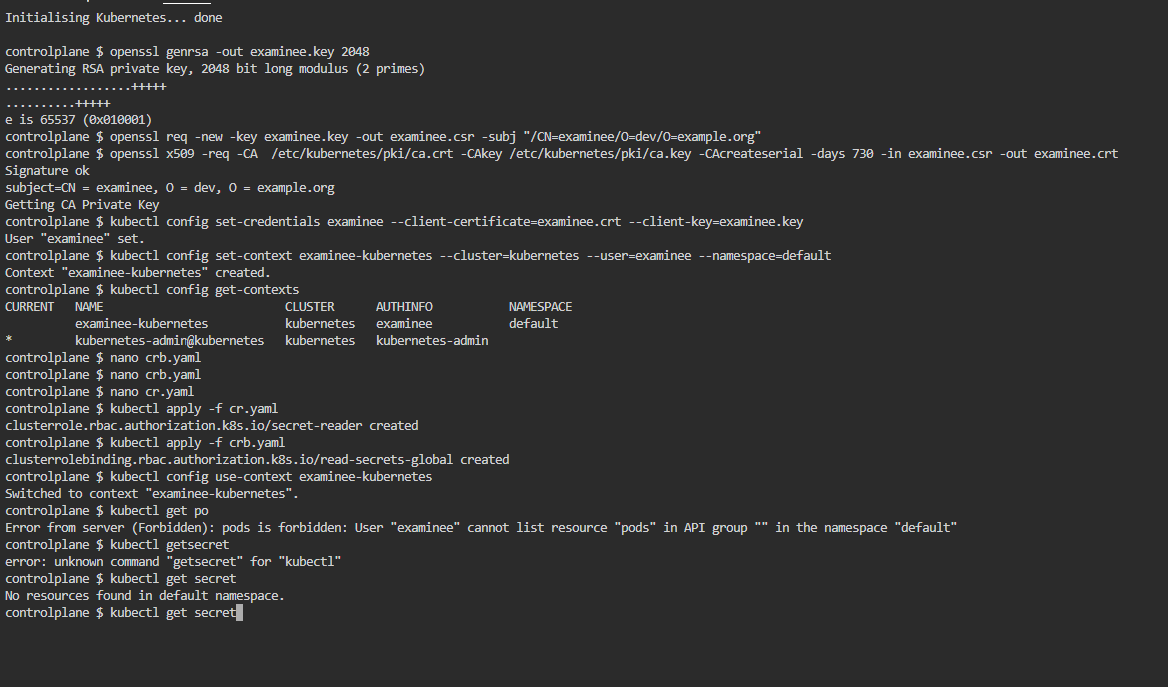 Initialising Kubernetes... done
controlplane $ openssl genrsa -out examinee.key 2048
Generating RSA private key, 2048 bit long modulus (2 primes)
..................+++++
..........+++++
e is 65537 (0x010001)
controlplane $ openssl req -new -key examinee.key -out examinee.csr -subj "/CN=examinee/O=dev/O=example.org"
controlplane $ openssl x509 -req -CA  /etc/kubernetes/pki/ca.crt -CAkey /etc/kubernetes/pki/ca.key -CAcreateserial -days 730 -in examinee.csr -out examinee.crt
Signature ok
subject=CN = examinee, O = dev, O = example.org
Getting CA Private Key
controlplane $ kubectl config set-credentials examinee --client-certificate=examinee.crt --client-key=examinee.key
User "examinee" set.
controlplane $ kubectl config set-context examinee-kubernetes --cluster=kubernetes --user=examinee --namespace=default
Context "examinee-kubernetes" created.
controlplane $ kubectl config get-contexts
CURRENT   NAME                          CLUSTER      AUTHINFO           NAMESPACE
          examinee-kubernetes           kubernetes   examinee           default
*         kubernetes-admin@kubernetes   kubernetes   kubernetes-admin
controlplane $ nano crb.yaml
controlplane $ nano crb.yaml
controlplane $ nano cr.yaml
controlplane $ kubectl apply -f cr.yaml
clusterrole.rbac.authorization.k8s.io/secret-reader created
controlplane $ kubectl apply -f crb.yaml
clusterrolebinding.rbac.authorization.k8s.io/read-secrets-global created
controlplane $ kubectl config use-context examinee-kubernetes
Switched to context "examinee-kubernetes".
controlplane $ kubectl get po
Error from server (Forbidden): pods is forbidden: User "examinee" cannot list resource "pods" in API group "" in the namespace "default"
controlplane $ kubectl getsecret
error: unknown command "getsecret" for "kubectl"
controlplane $ kubectl get secret
No resources found in default namespace.
controlplane $ kubectl get secret